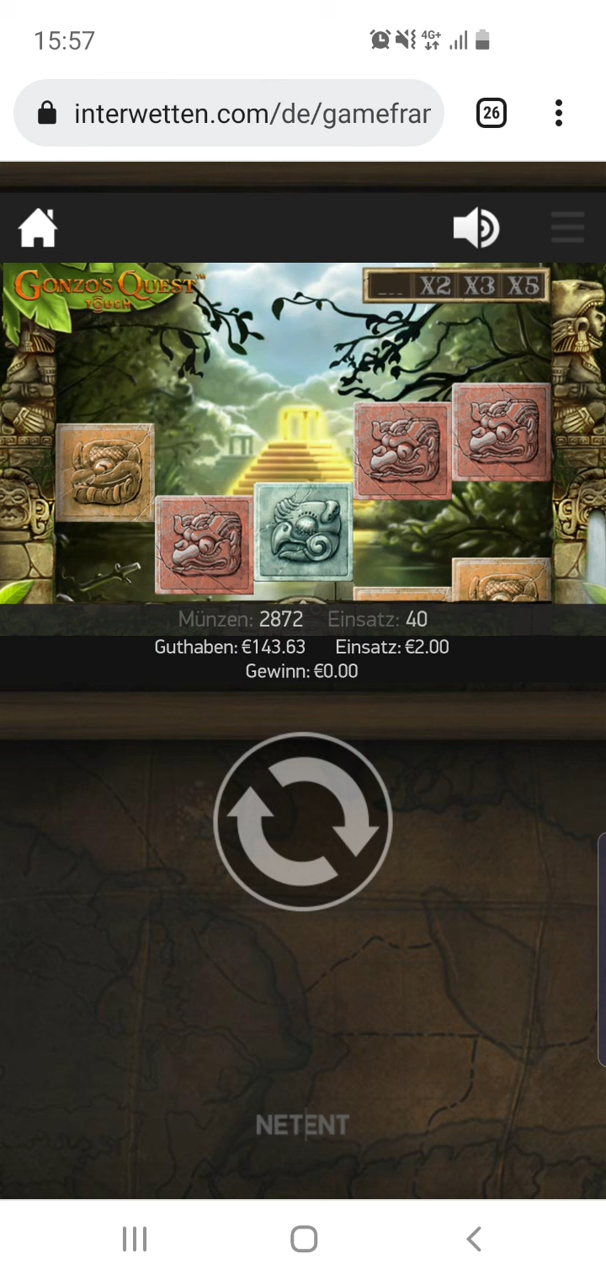 15:57
4G+
interwetten.com/de/gamefrar
26
GONZO'S QUEST™
TOUCH
... X2 X3 X5
Münzen: 2872 Einsatz: 40
Guthaben: €143.63 Einsatz: €2.00
Gewinn: €0.00
NETENT